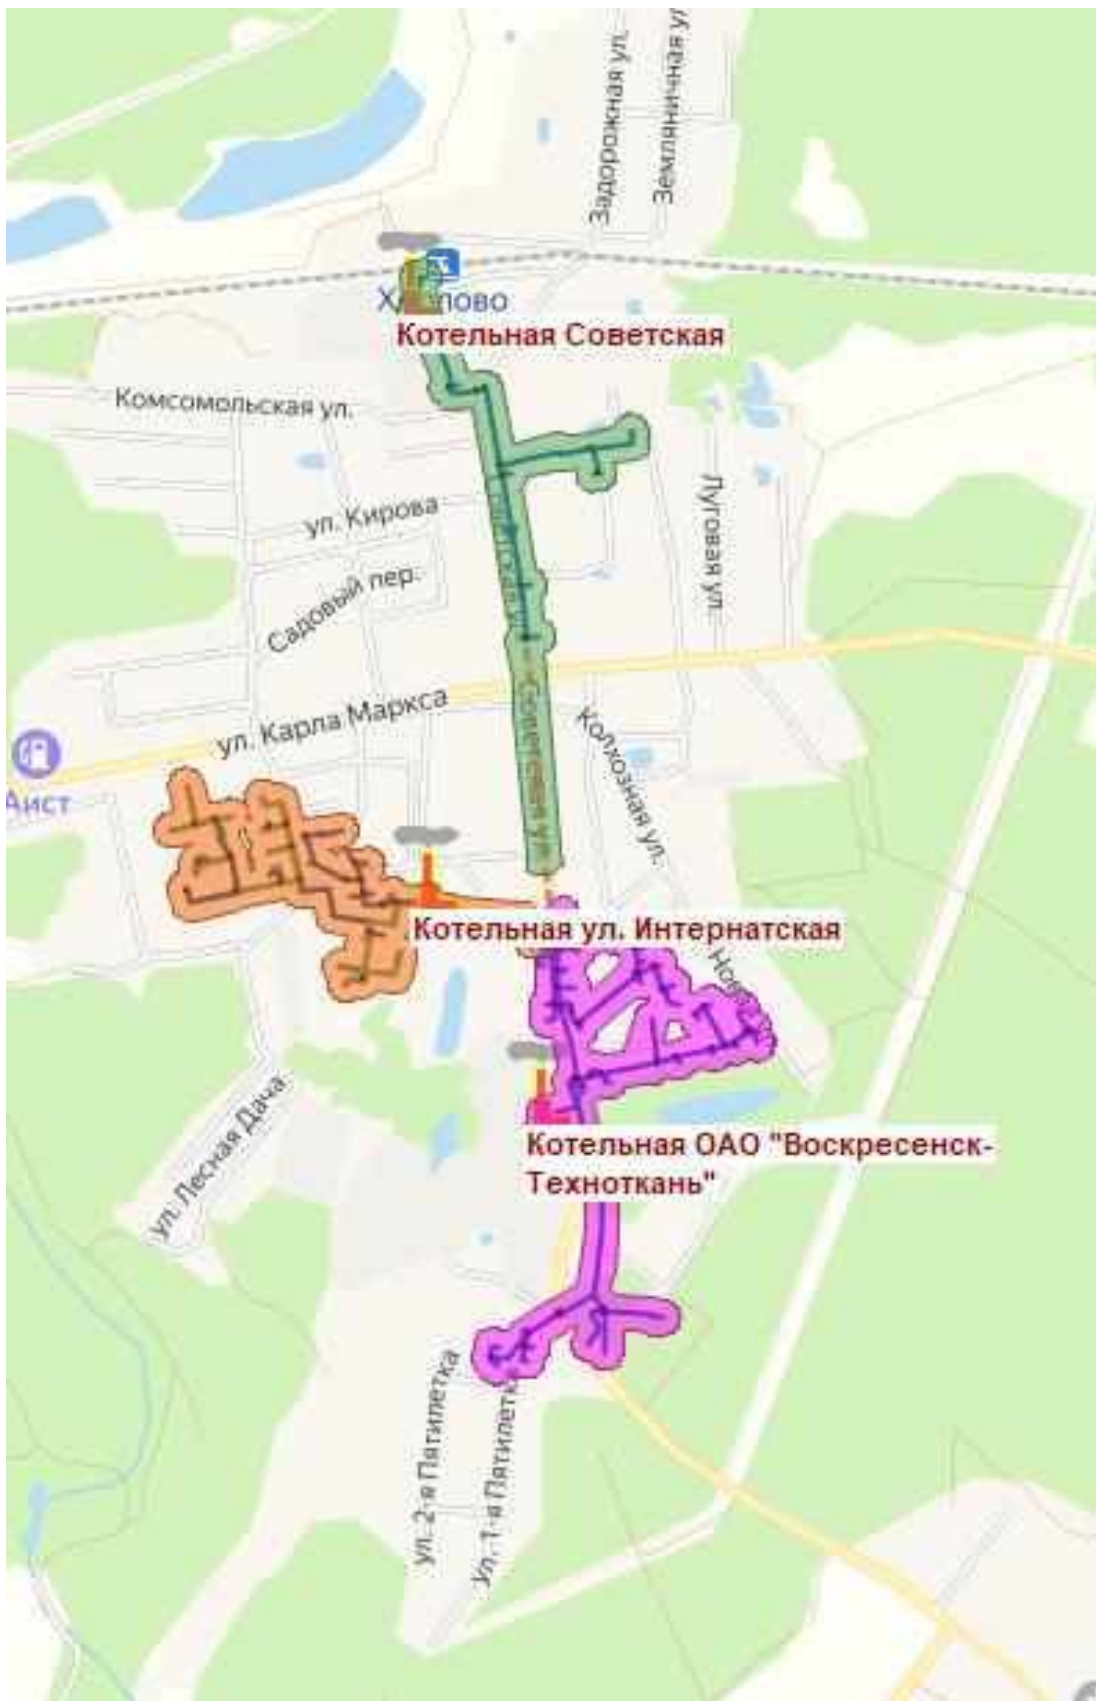 Задорожная ул.
Земляничная ул
Котельная Советская
Комсомольская ул.
ул. Кирова
Луговая ул.
Садовый пер.
ул. Карла Маркса
Советская ул.
Колхозная ул.
Аист
Котельная ул. Интернатская
Котельная ОАО "Воскресенск-
Техноткань"
ул. Лесная Дача
ул. 2-я Пятилетка
ул. 1-я Пятилетка